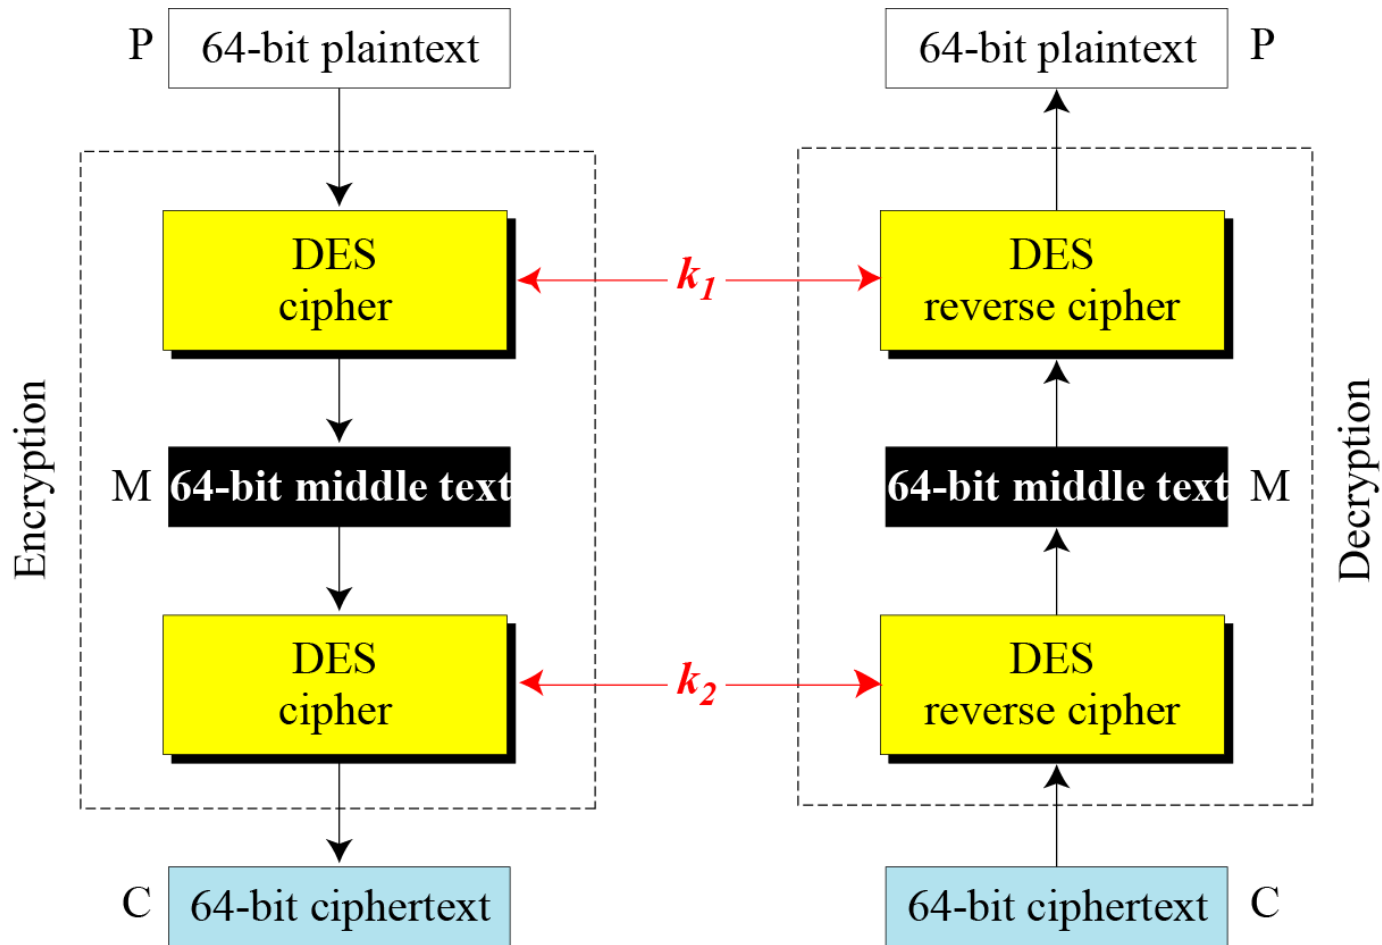 P
64-bit plaintext
64-bit plaintext
P
DES
cipher
k1
DES
reverse cipher
Encryption
M
64-bit middle text
64-bit middle text
M
Decryption
DES
cipher
k2
DES
reverse cipher
C
64-bit ciphertext
64-bit ciphertext
C